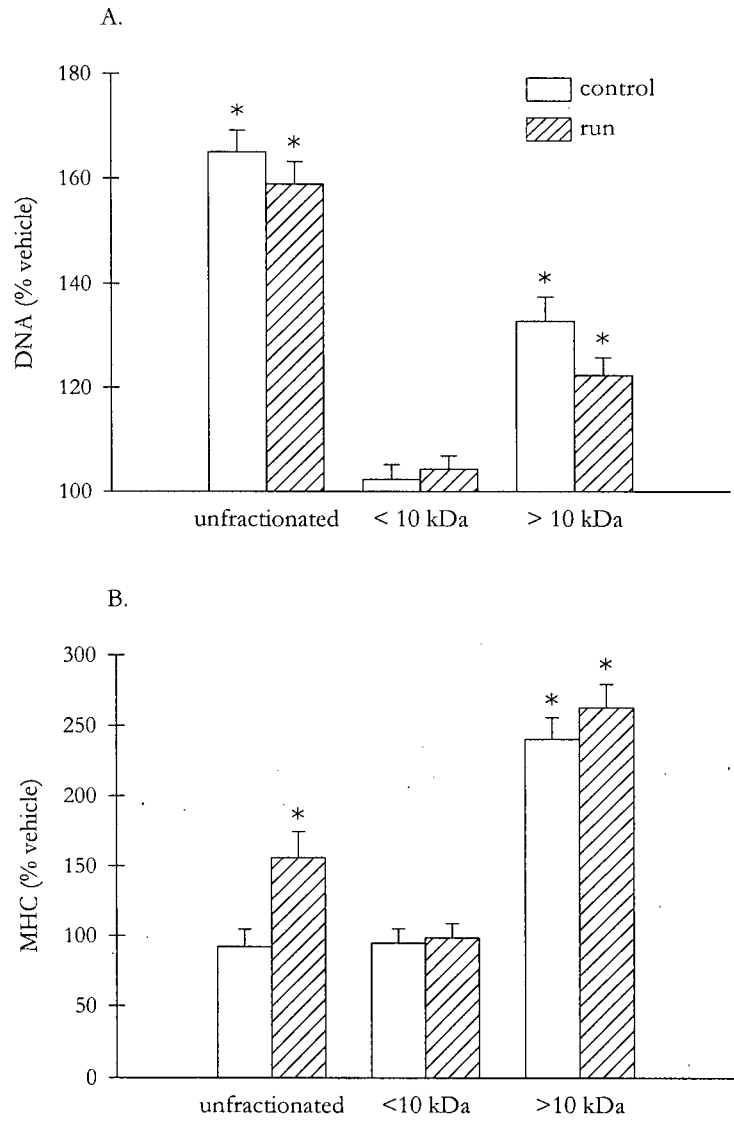 A.
180
160
140
120
100
DNA (% vehicle)
control
run
*
*
*
*
unfractionated
< 10 kDa
> 10 kDa
B.
300
250
200
150
100
50
0
MHC (% vehicle)
*
*
*
unfractionated
<10 kDa
>10 kDa